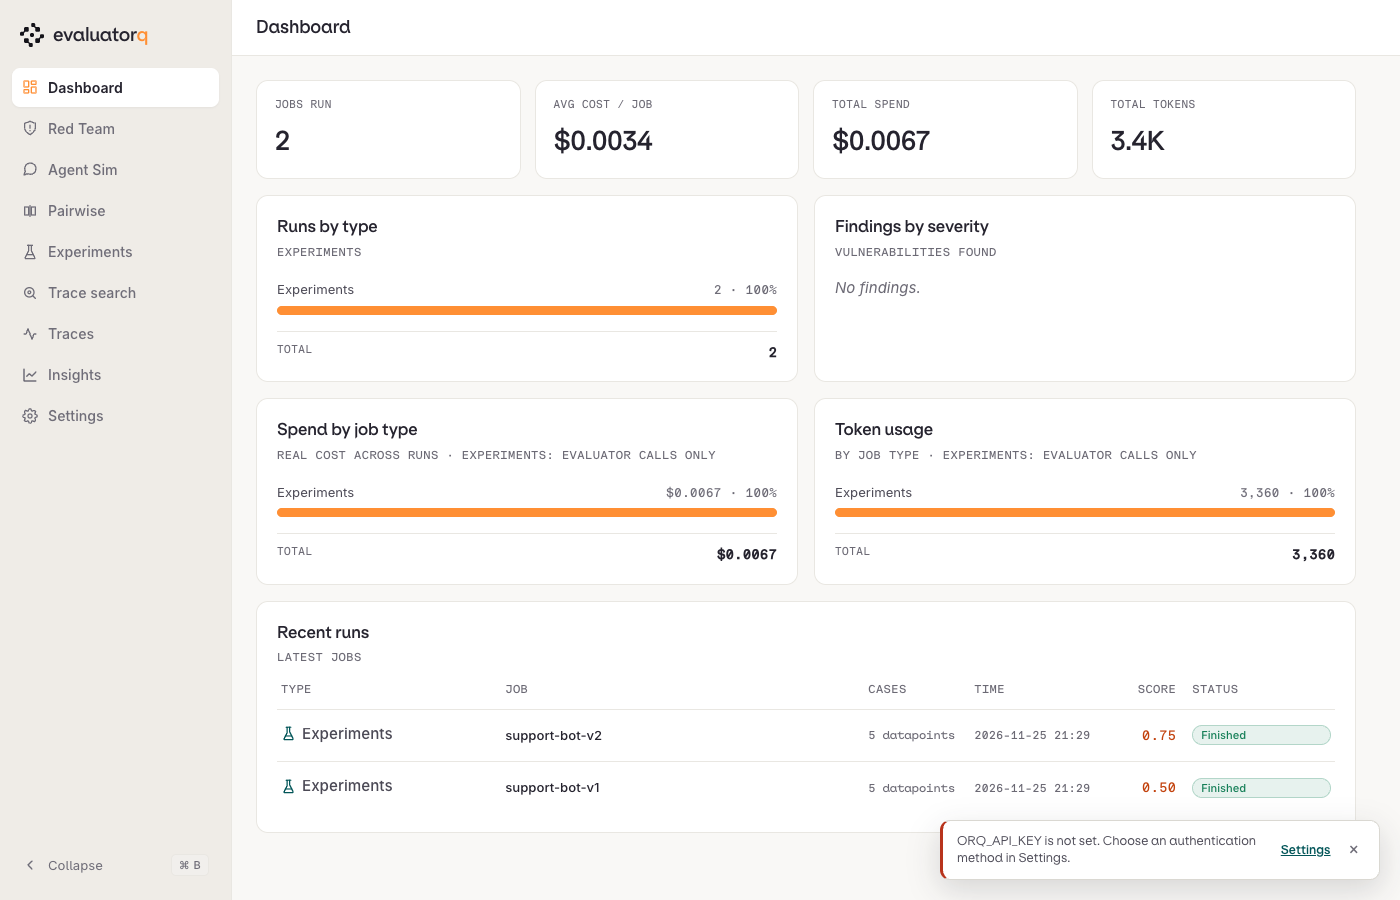 evaluatorq
Dashboard
Red Team
Agent Sim
Pairwise
Experiments
Trace search
Traces
Insights
Settings
Collapse
⌘ B
Dashboard
JOBS RUN
2
AVG COST / JOB
$0.0034
TOTAL SPEND
$0.0067
TOTAL TOKENS
3.4K
Runs by type
EXPERIMENTS
Experiments 2 · 100%
TOTAL 2
Findings by severity
VULNERABILITIES FOUND
No findings.
Spend by job type
REAL COST ACROSS RUNS · EXPERIMENTS: EVALUATOR CALLS ONLY
Experiments $0.0067 · 100%
TOTAL $0.0067
Token usage
BY JOB TYPE · EXPERIMENTS: EVALUATOR CALLS ONLY
Experiments 3,360 · 100%
TOTAL 3,360
Recent runs
LATEST JOBS
TYPE JOB CASES TIME SCORE STATUS
Experiments support-bot-v2 5 datapoints 2026-11-25 21:29 0.75 Finished
Experiments support-bot-v1 5 datapoints 2026-11-25 21:29 0.50 Finished
ORQ_API_KEY is not set. Choose an authentication
method in Settings.
Settings ×